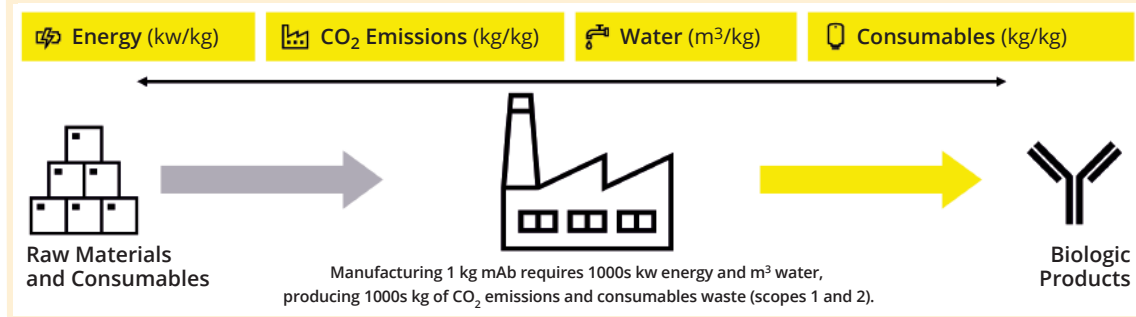 Energy (kw/kg)
CO₂ Emissions (kg/kg)
Water (m³/kg)
Consumables (kg/kg)
Raw Materials
and Consumables
Manufacturing 1 kg mAb requires 1000s kw energy and m³ water,
producing 1000s kg of CO₂ emissions and consumables waste (scopes 1 and 2).
Biologic
Products